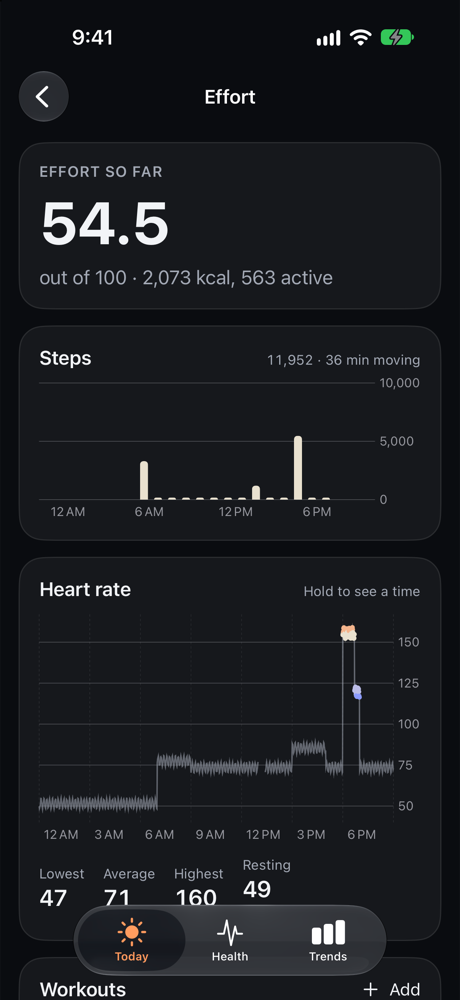 9:41
Effort
EFFORT SO FAR
54.5
out of 100 · 2,073 kcal, 563 active
Steps
11,952 · 36 min moving
10,000
5,000
0
12 AM 6 AM 12 PM 6 PM
Heart rate
Hold to see a time
150
125
100
75
50
12 AM 3 AM 6 AM 9 AM 12 PM 3 PM 6 PM
Lowest Average Highest Resting
47 71 160 49
Today Health Trends
Workouts
+ Add